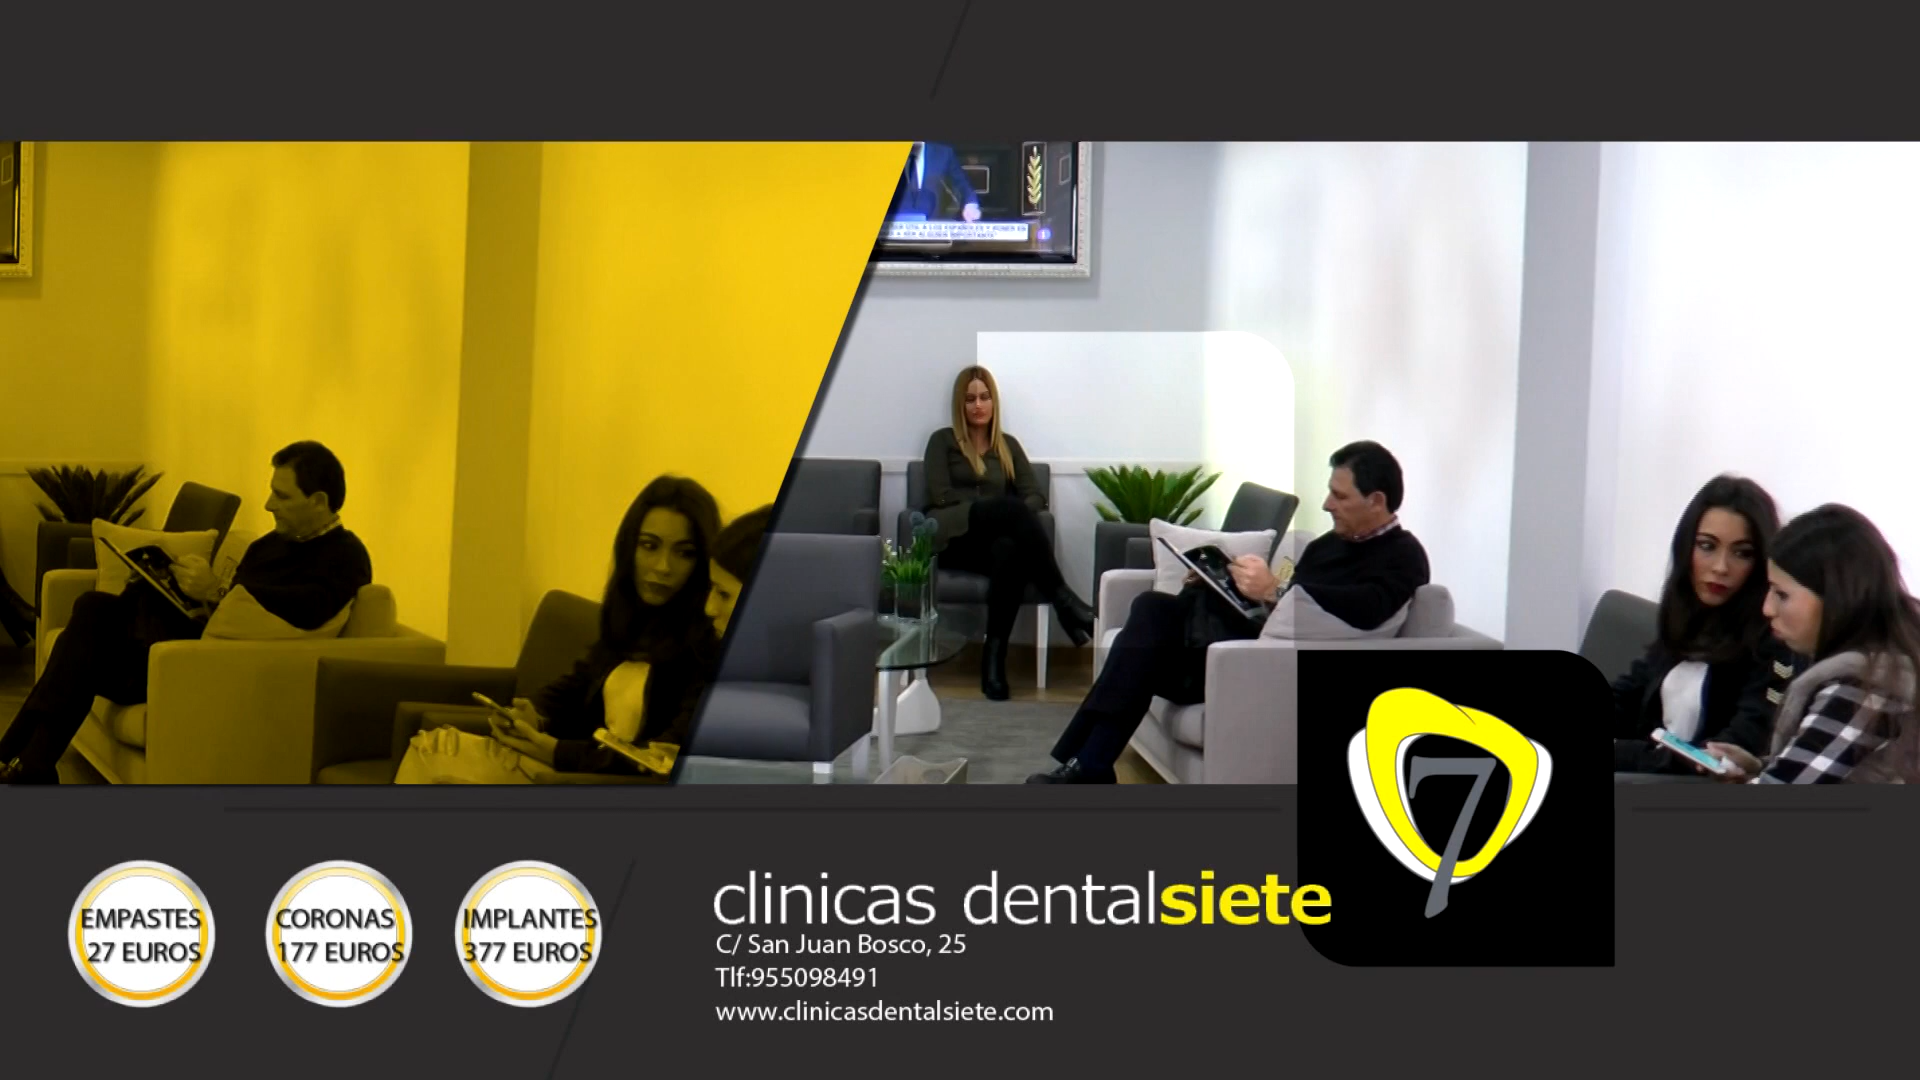 EMPASTES
27 EUROS
CORONAS
177 EUROS
IMPLANTES
377 EUROS
clinicas dentalsiete
C/ San Juan Bosco, 25
Tlf:955098491
www.clinicasdentalsiete.com
7